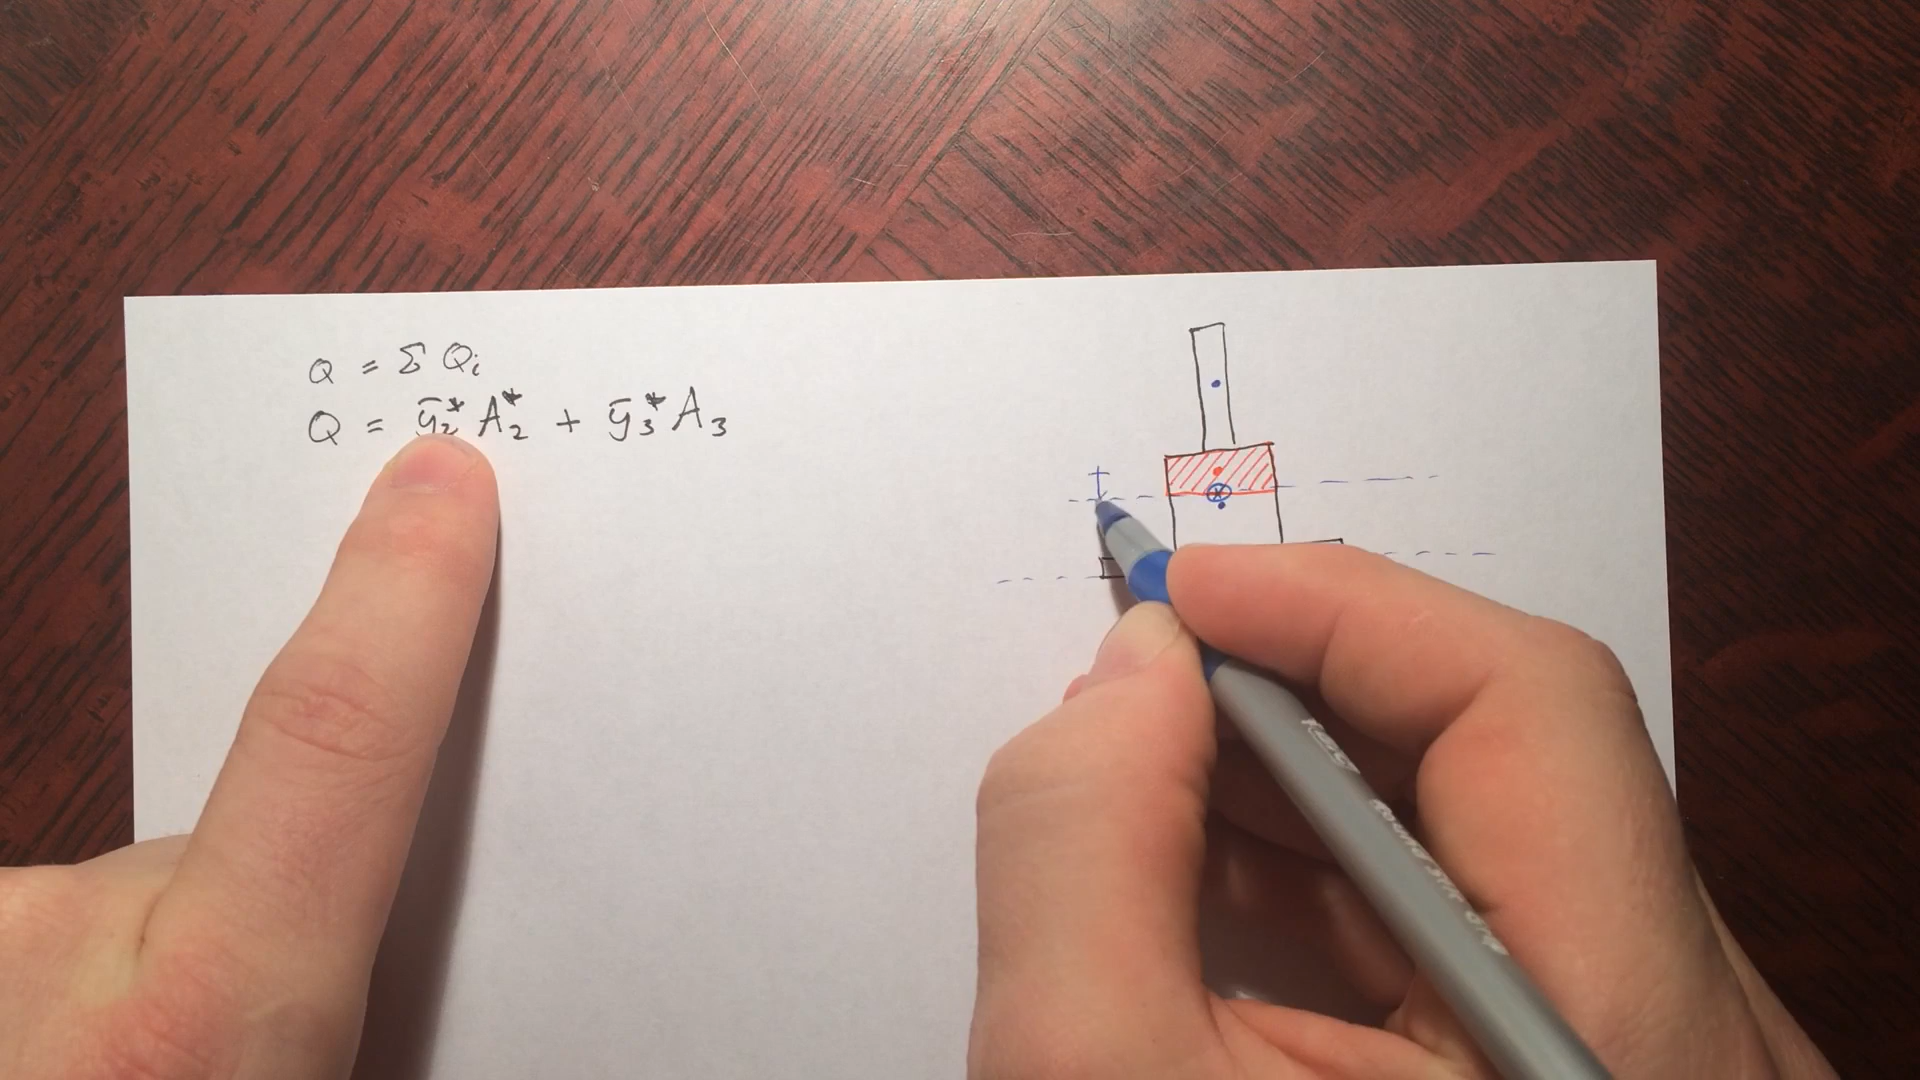 Q = Σ Qi
Q = ȳ₂* A₂* + ȳ₃* A₃